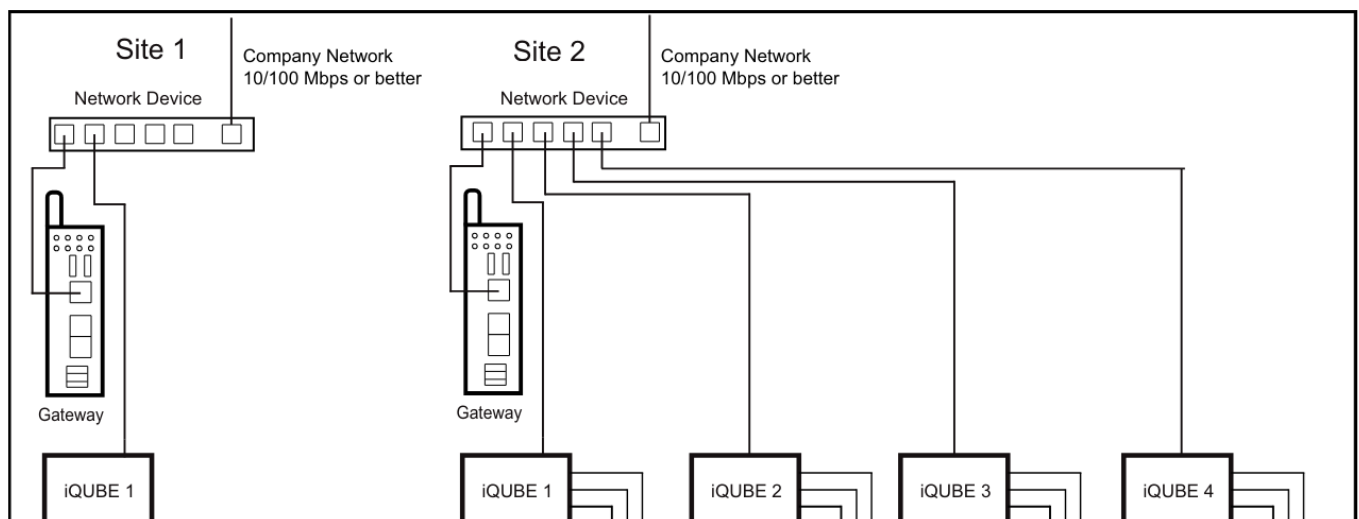 Site 1
Company Network
10/100 Mbps or better
Network Device
Gateway
iQUBE 1
Site 2
Company Network
10/100 Mbps or better
Network Device
Gateway
iQUBE 1
iQUBE 2
iQUBE 3
iQUBE 4